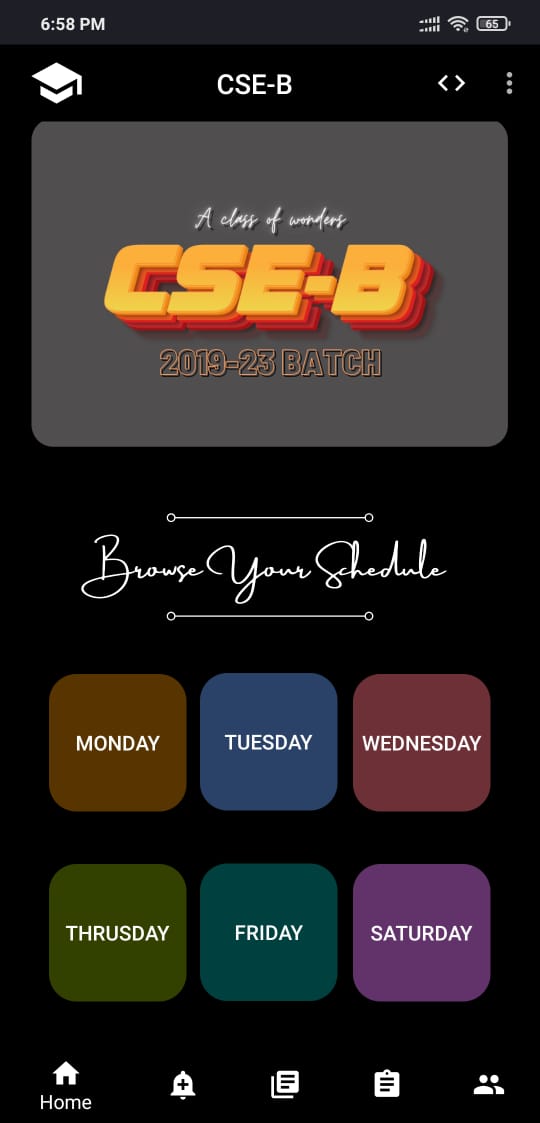 6:58 PM
65
CSE-B
A class of wonders
CSE-B
2019-23 BATCH
Browse Your Schedule
MONDAY TUESDAY WEDNESDAY
THRUSDAY FRIDAY SATURDAY
Home